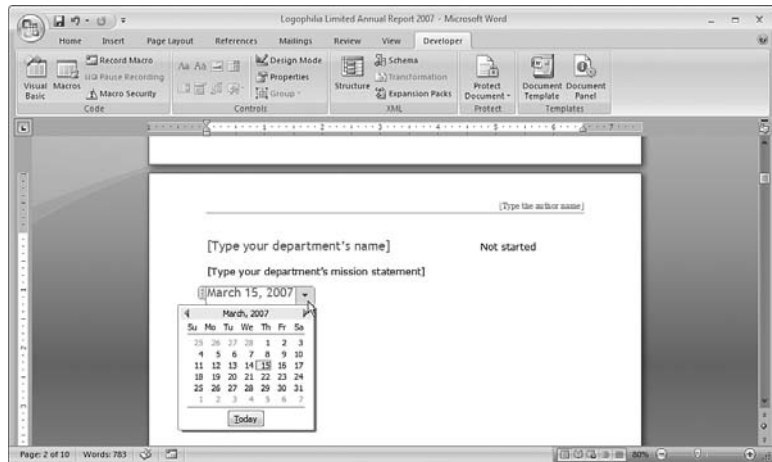 Logophilia Limited Annual Report 2007 - Microsoft Word
Home Insert Page Layout References Mailings Review View Developer
Visual Basic
Macros
Record Macro
Pause Recording
Macro Security
Code
Design Mode
Properties
Group
Controls
Structure
Schema
Transformation
Expansion Packs
XML
Protect Document
Protect
Document Template
Document Panel
Templates
[Type the author name]
[Type your department's name] Not started
[Type your department's mission statement]
March 15, 2007
March, 2007
Su Mo Tu We Th Fr Sa
25 26 27 28 1 2 3
4 5 6 7 8 9 10
11 12 13 14 15 16 17
18 19 20 21 22 23 24
25 26 27 28 29 30 31
1 2 3 4 5 6 7
Today
Page: 2 of 10 Words: 783 80%